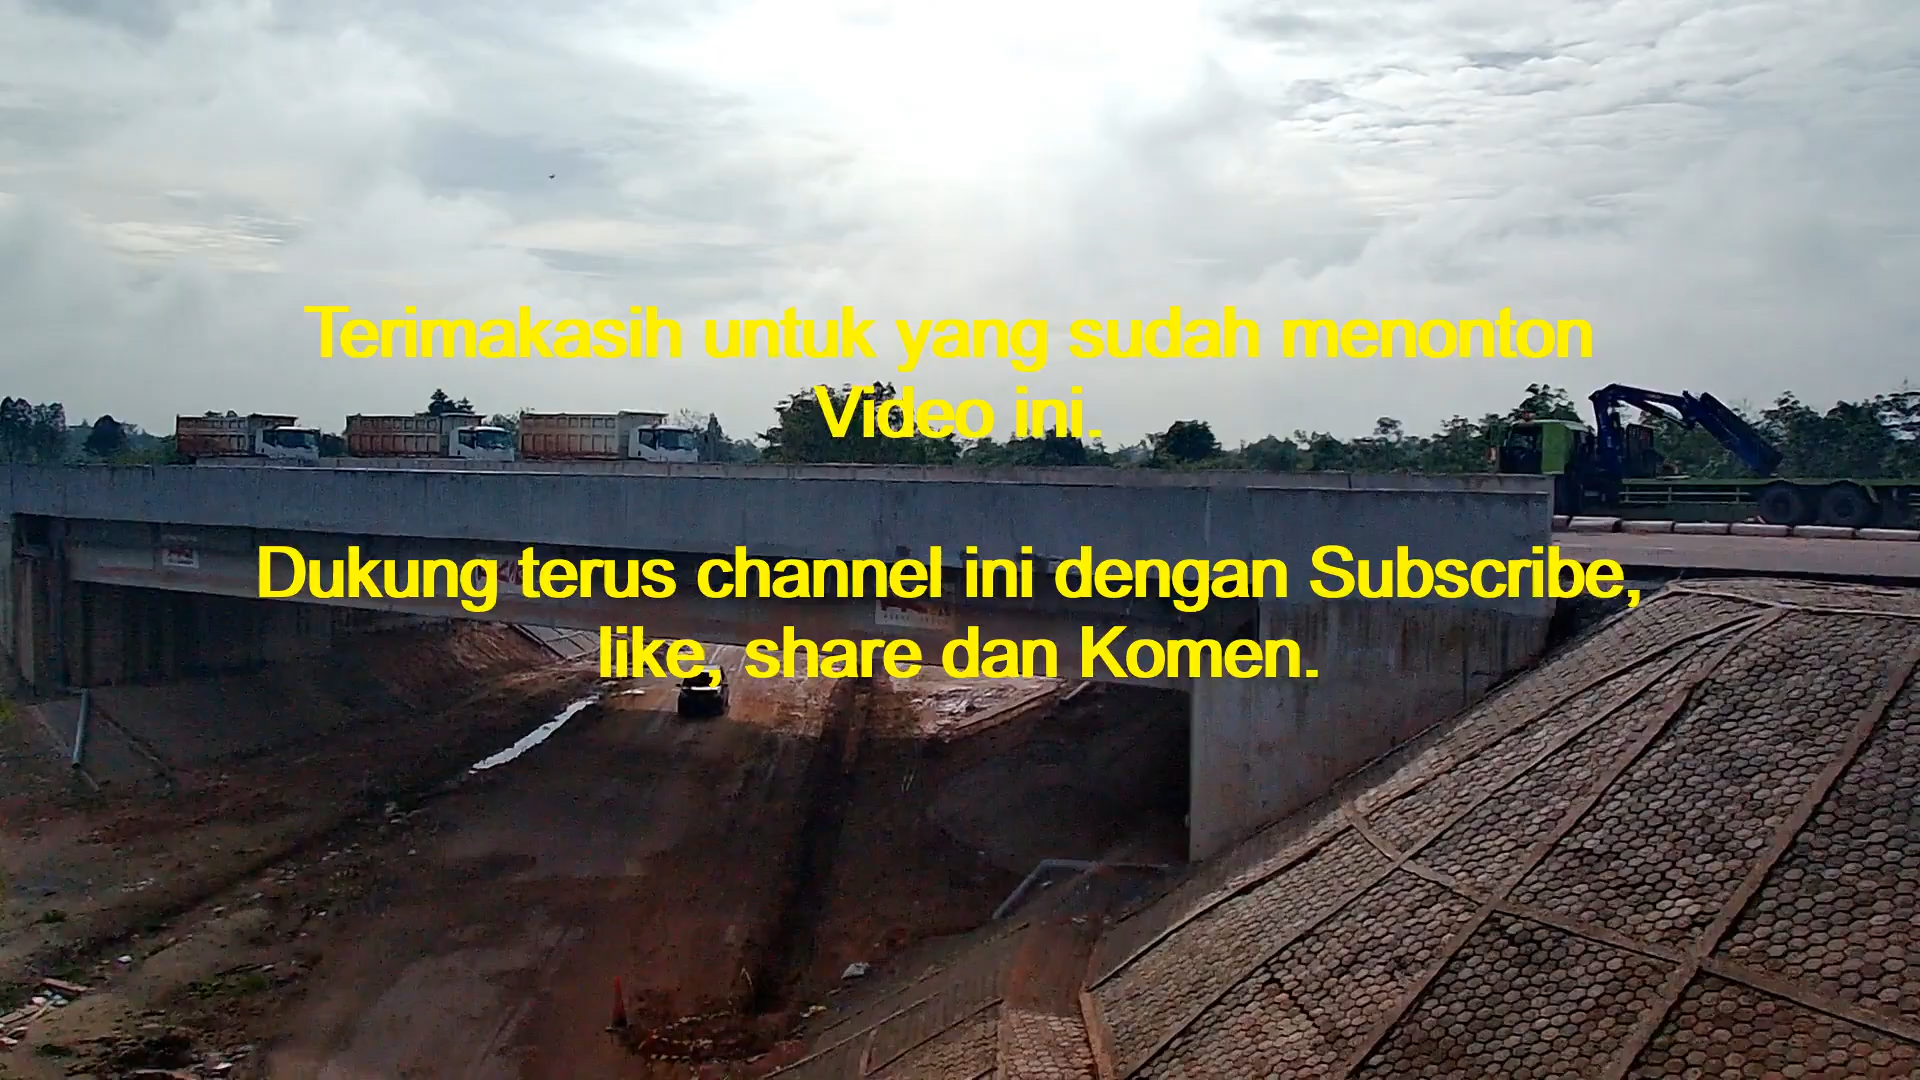 Terimakasih untuk yang sudah menonton
Video ini.
Dukung terus channel ini dengan Subscribe,
like, share dan Komen.